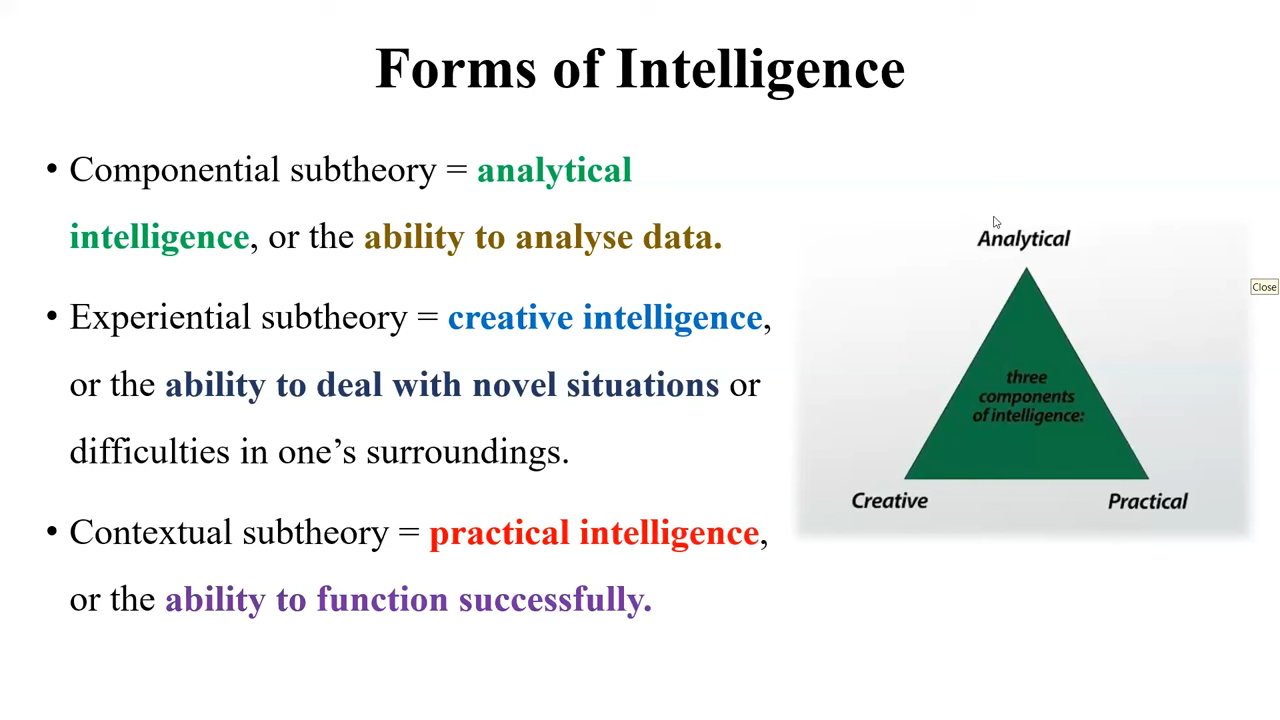 Forms of Intelligence
• Componential subtheory = analytical
intelligence, or the ability to analyse data.
• Experiential subtheory = creative intelligence,
or the ability to deal with novel situations or
difficulties in one’s surroundings.
• Contextual subtheory = practical intelligence,
or the ability to function successfully.
Analytical
three
components
of intelligence:
Creative
Practical
Close